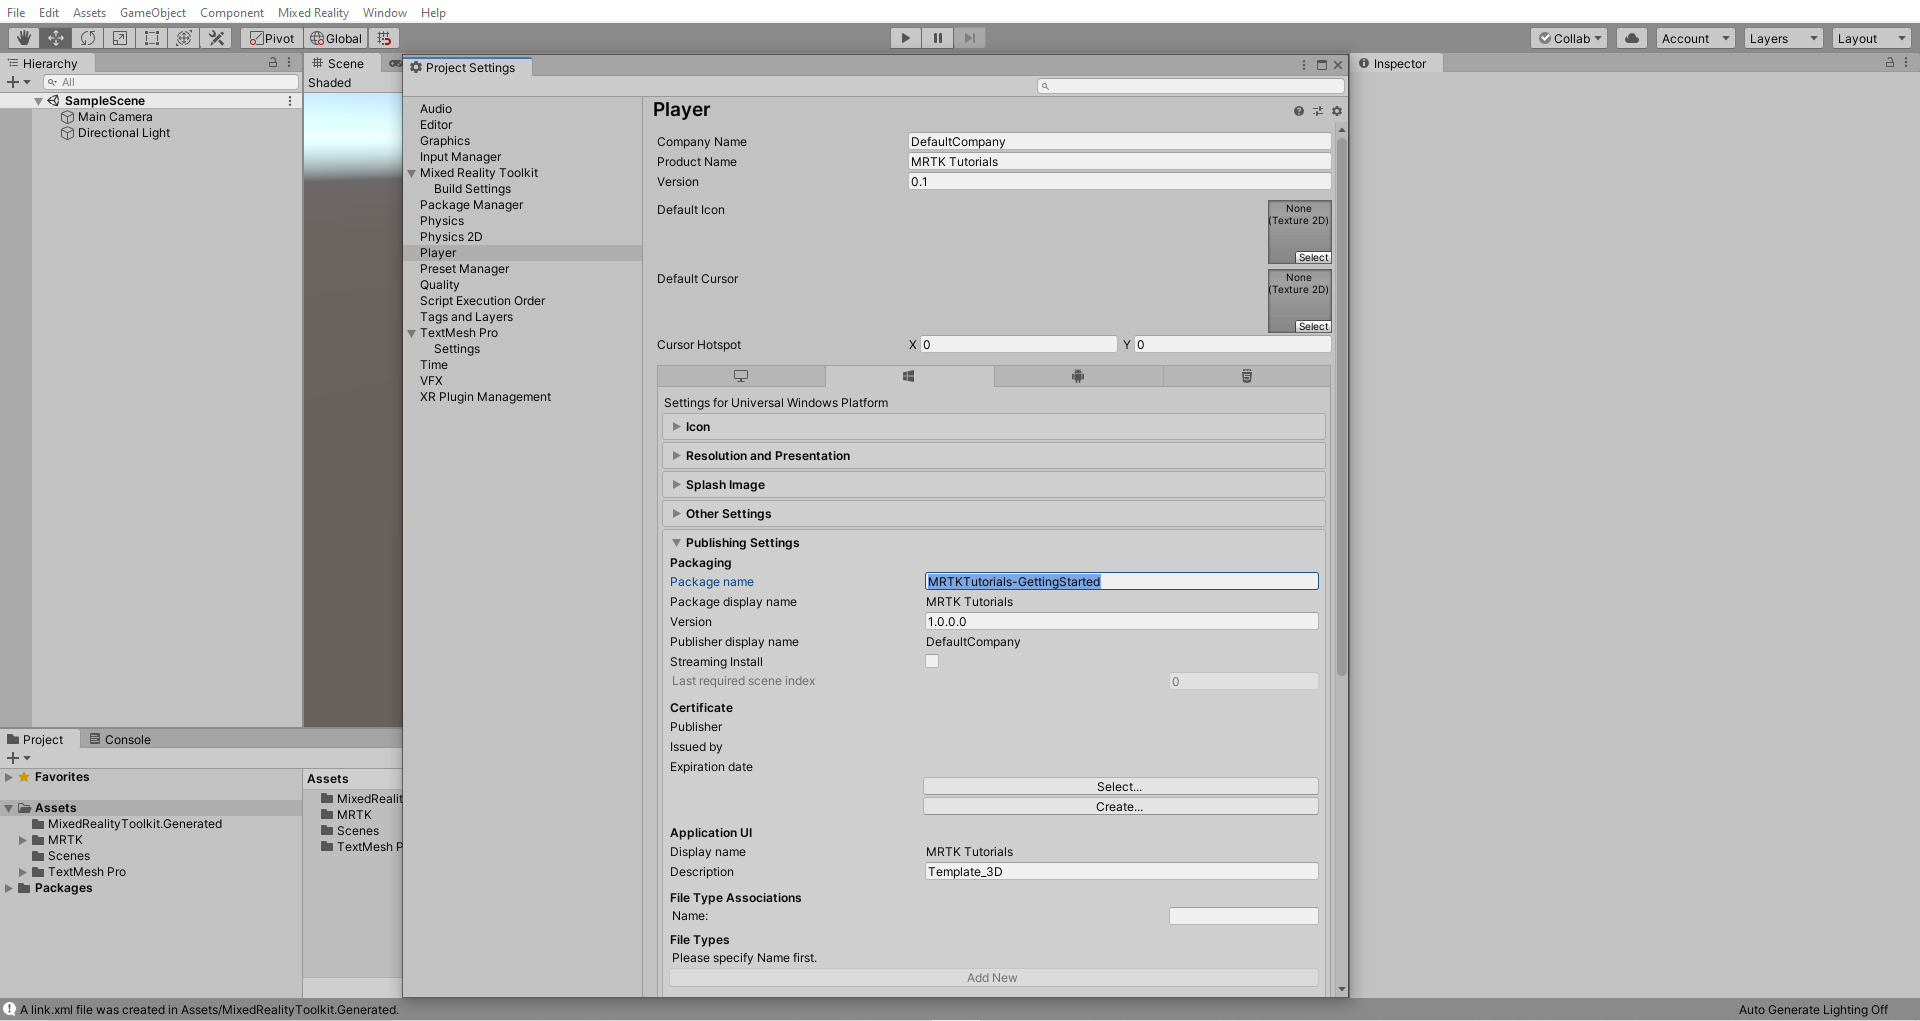 File Edit Assets GameObject Component Mixed Reality Window Help
Pivot Global Collab Account Layers Layout
Hierarchy
All
SampleScene
Main Camera
Directional Light
Scene
Shaded
Project Settings
Audio
Editor
Graphics
Input Manager
Mixed Reality Toolkit
Build Settings
Package Manager
Physics
Physics 2D
Player
Preset Manager
Quality
Script Execution Order
Tags and Layers
TextMesh Pro
Settings
Time
VFX
XR Plugin Management
Player
Company Name DefaultCompany
Product Name MRTK Tutorials
Version 0.1
Default Icon None (Texture 2D) Select
Default Cursor None (Texture 2D) Select
Cursor Hotspot X 0 Y 0
Settings for Universal Windows Platform
Icon
Resolution and Presentation
Splash Image
Other Settings
Publishing Settings
Packaging
Package name MRTKTutorials-GettingStarted
Package display name MRTK Tutorials
Version 1.0.0.0
Publisher display name DefaultCompany
Streaming Install
Last required scene index 0
Certificate
Publisher
Issued by
Expiration date
Select...
Create...
Application UI
Display name MRTK Tutorials
Description Template_3D
File Type Associations
Name:
File Types
Please specify Name first.
Add New
Inspector
Project Console
Favorites
Assets
MixedRealityToolkit.Generated
MRTK
Scenes
TextMesh Pro
Packages
Assets
MixedRealit
MRTK
Scenes
TextMesh P
A link.xml file was created in Assets/MixedRealityToolkit.Generated.
Auto Generate Lighting Off